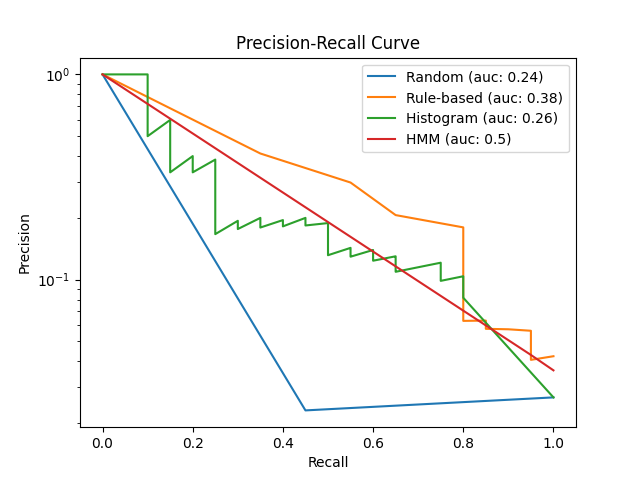 Precision-Recall Curve
Random (auc: 0.24)
Rule-based (auc: 0.38)
Histogram (auc: 0.26)
HMM (auc: 0.5)
Precision
10⁰
10⁻¹
0.0 0.2 0.4 0.6 0.8 1.0
Recall